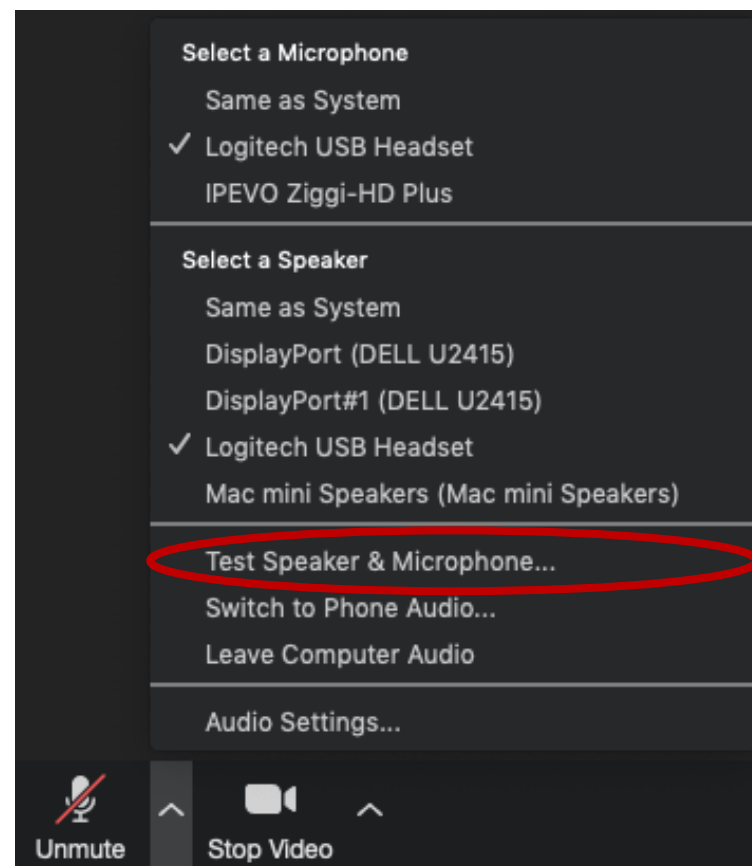 Select a Microphone
Same as System
✓ Logitech USB Headset
IPEVO Ziggi-HD Plus
Select a Speaker
Same as System
DisplayPort (DELL U2415)
DisplayPort#1 (DELL U2415)
✓ Logitech USB Headset
Mac mini Speakers (Mac mini Speakers)
Test Speaker & Microphone...
Switch to Phone Audio...
Leave Computer Audio
Audio Settings...
Unmute Stop Video